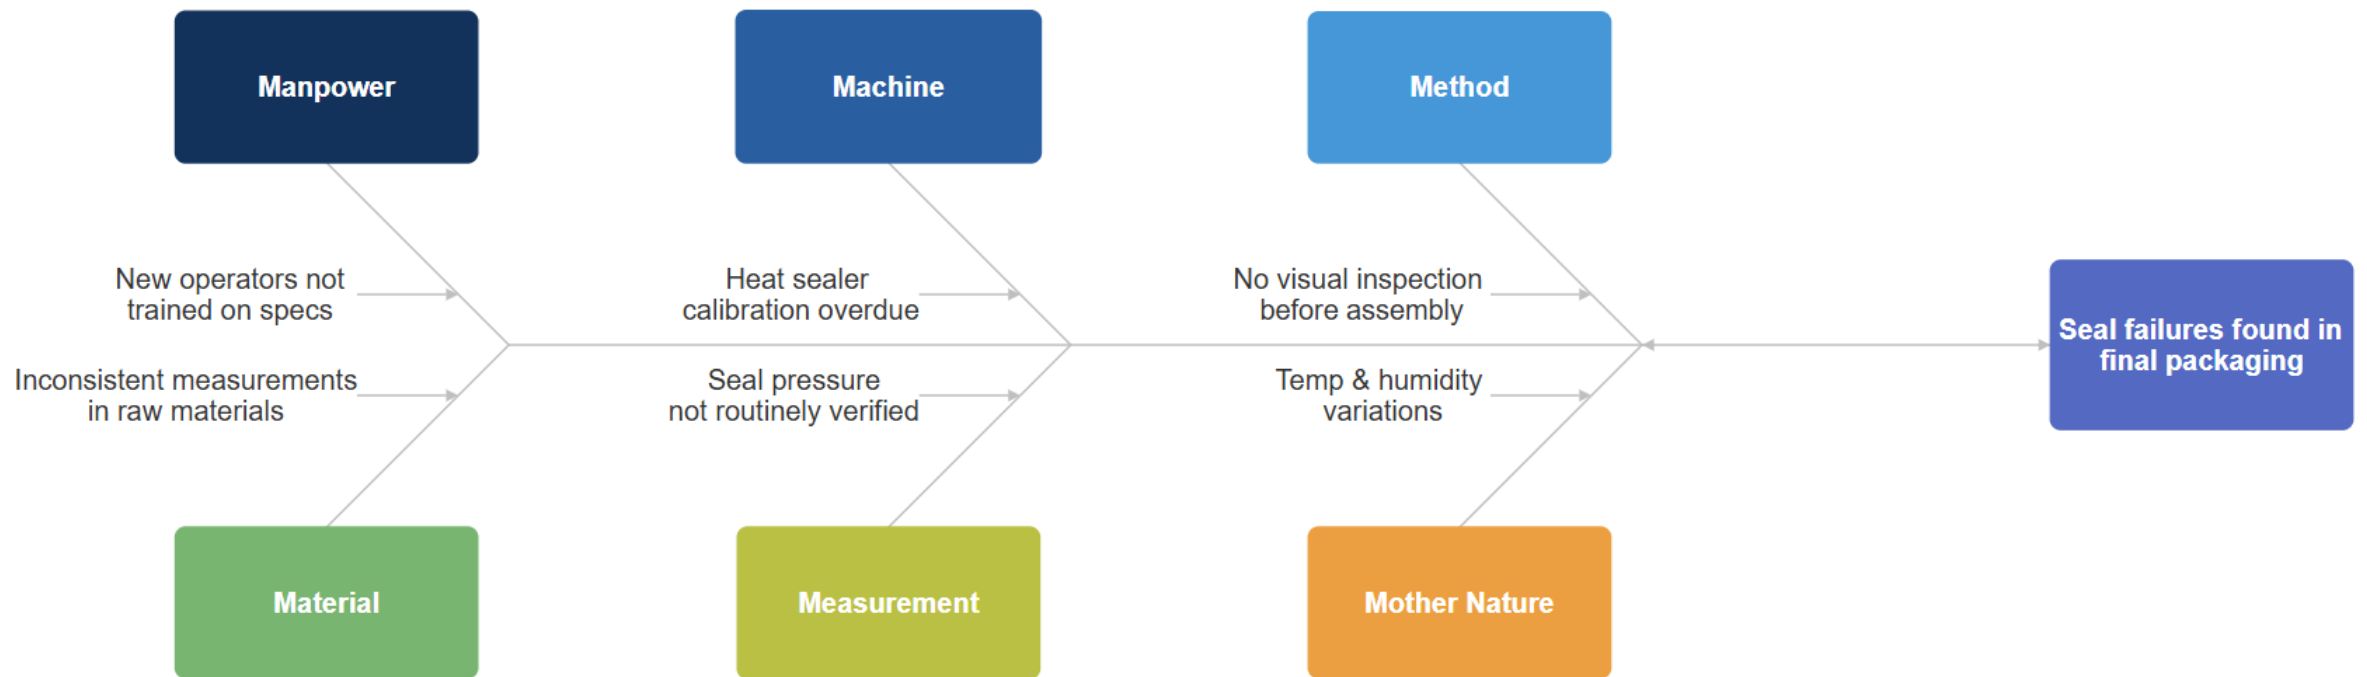 Manpower
Machine
Method
New operators not
trained on specs
Heat sealer
calibration overdue
No visual inspection
before assembly
Seal failures found in
final packaging
Inconsistent measurements
in raw materials
Seal pressure
not routinely verified
Temp & humidity
variations
Material
Measurement
Mother Nature